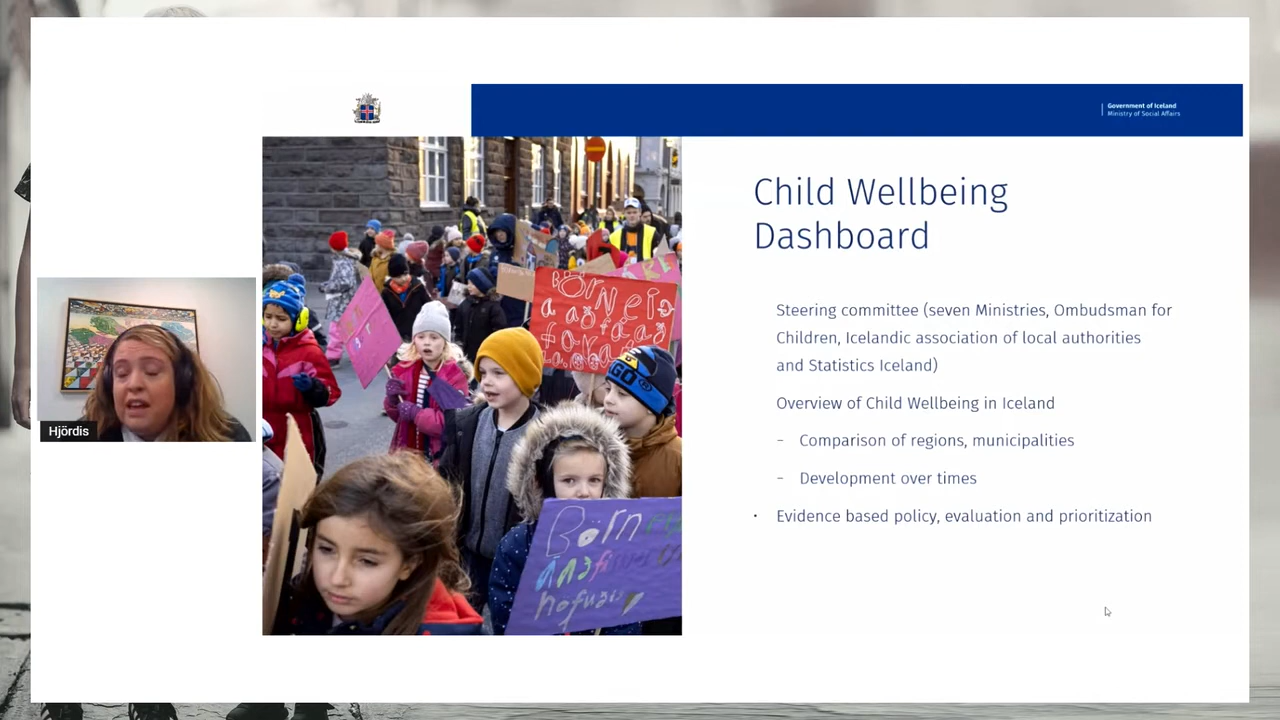 Government of Iceland
Ministry of Social Affairs
Child Wellbeing
Dashboard
Steering committee (seven Ministries, Ombudsman for
Children, Icelandic association of local authorities
and Statistics Iceland)
Overview of Child Wellbeing in Iceland
– Comparison of regions, municipalities
– Development over times
• Evidence based policy, evaluation and prioritization
Hjördis
Börn